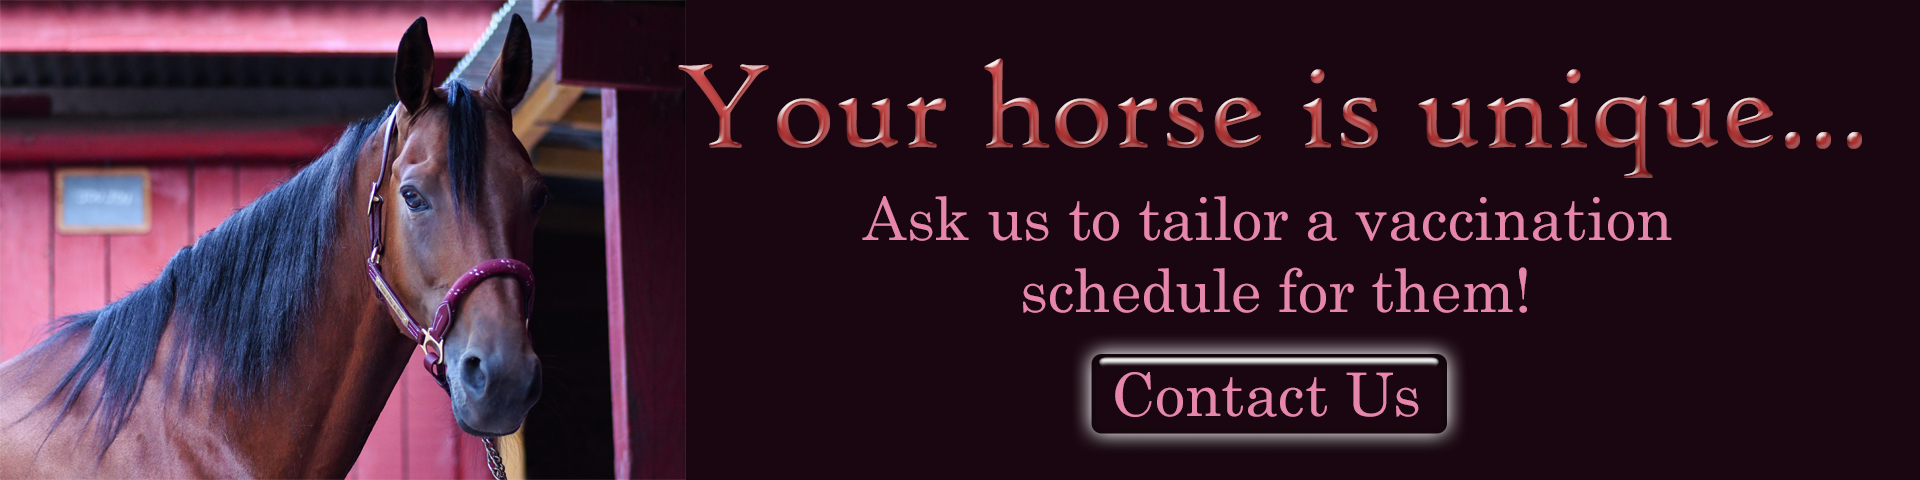 Your horse is unique...
Ask us to tailor a vaccination
schedule for them!
Contact Us